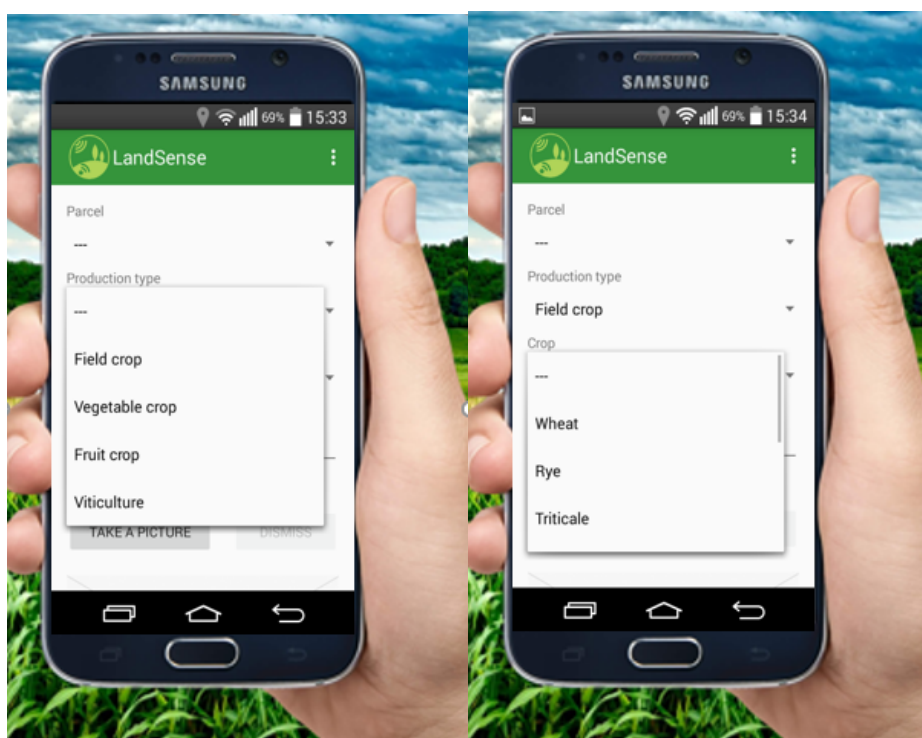 SAMSUNG
69% 15:33
LandSense
Parcel
---
Production type
---
Field crop
Vegetable crop
Fruit crop
Viticulture
TAKE A PICTURE
DISMISS
SAMSUNG
69% 15:34
LandSense
Parcel
---
Production type
Field crop
Crop
---
Wheat
Rye
Triticale